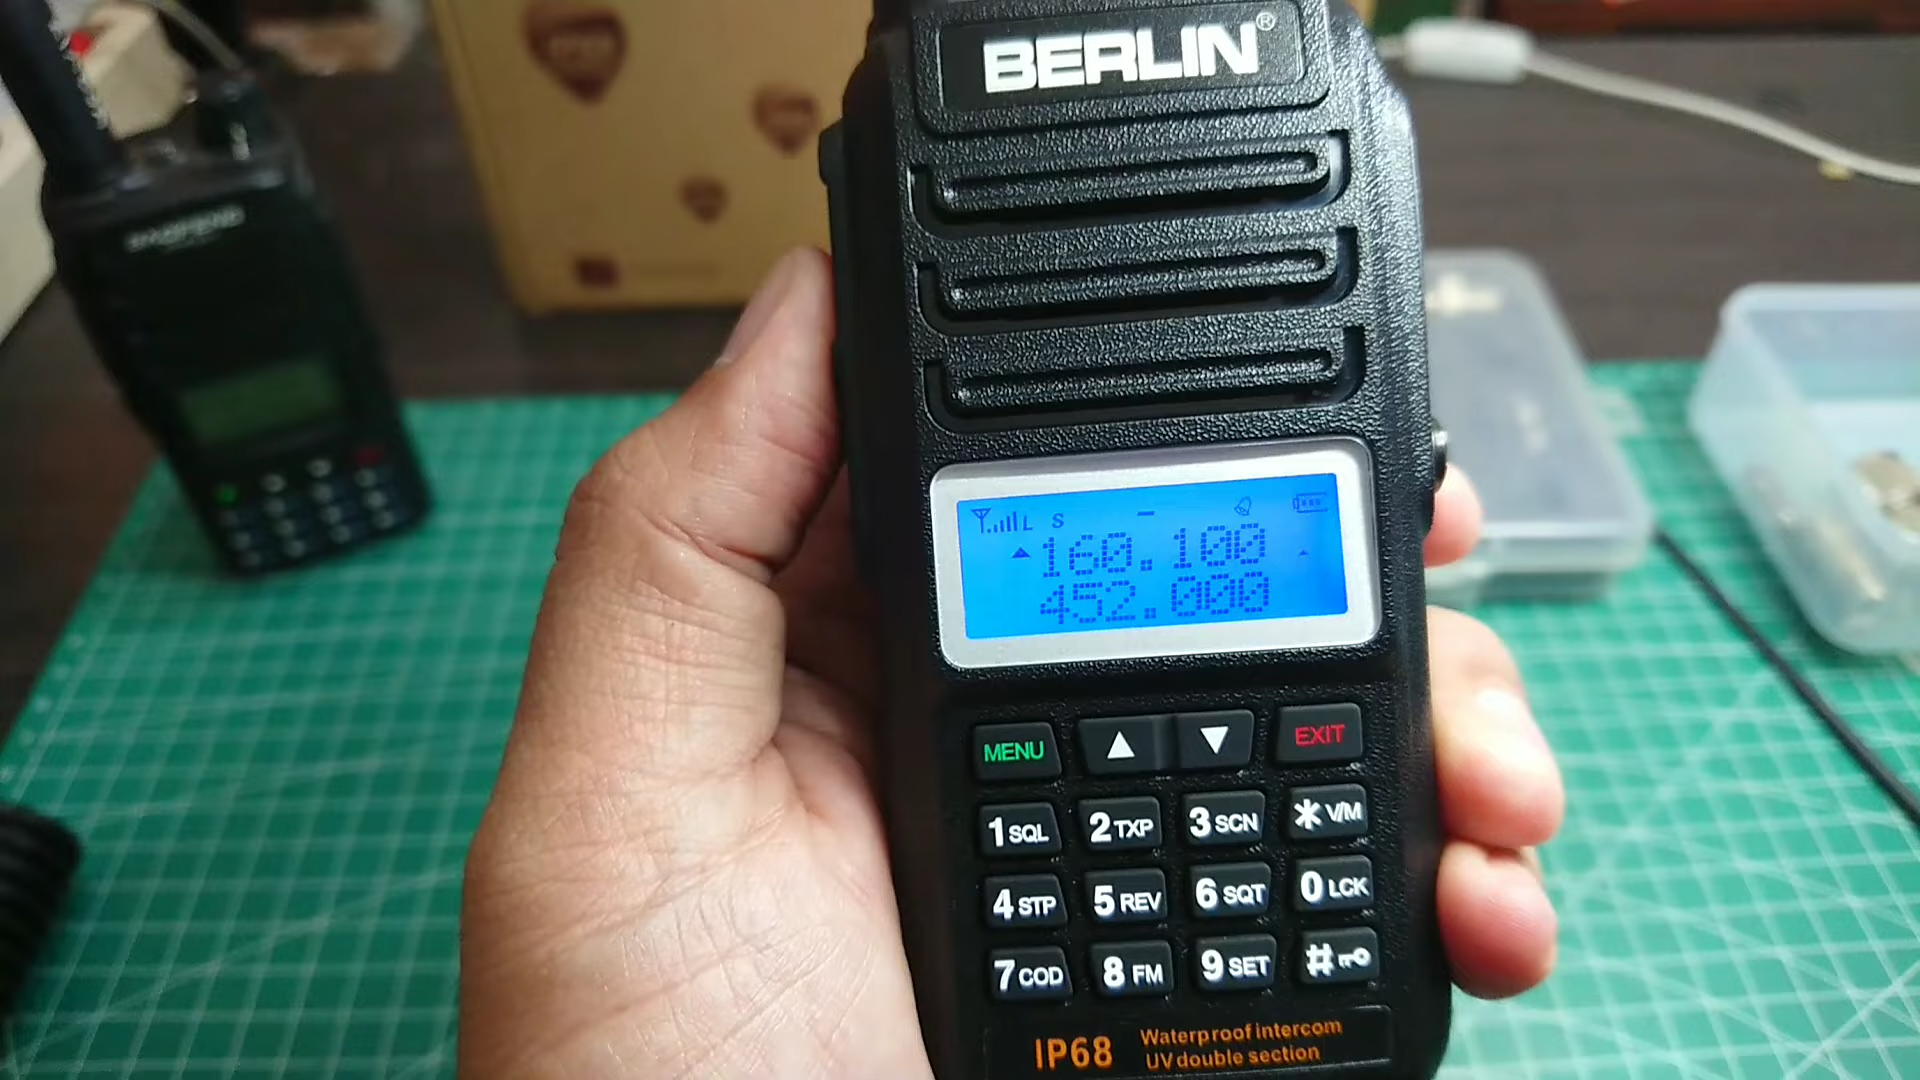 BERLIN®
L S
160.100
452.000
MENU ▲ ▼ EXIT
1 SQL 2 TXP 3 SCN * V/M
4 STP 5 REV 6 SQT 0 LCK
7 COD 8 FM 9 SET #
IP68
Waterproof intercom
UV double section